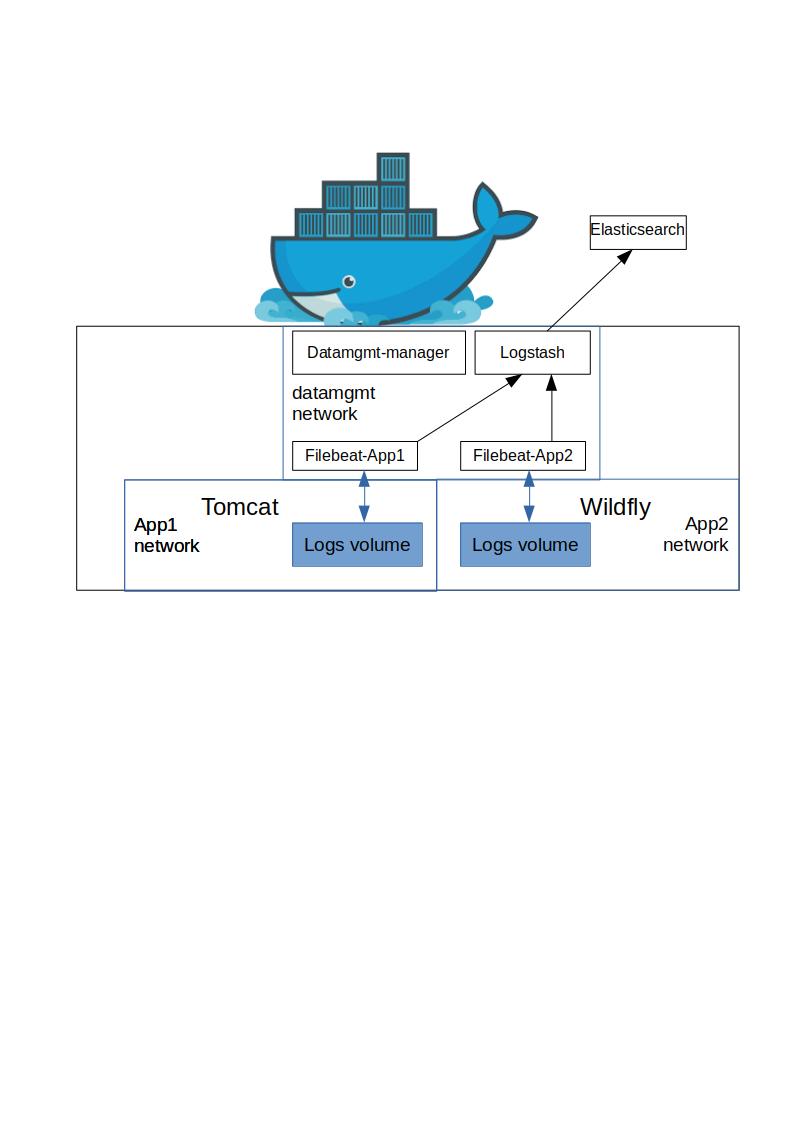 Elasticsearch
Datamgmt-manager
Logstash
datamgmt
network
Filebeat-App1
Filebeat-App2
Tomcat
Wildfly
App1
network
App2
network
Logs volume
Logs volume